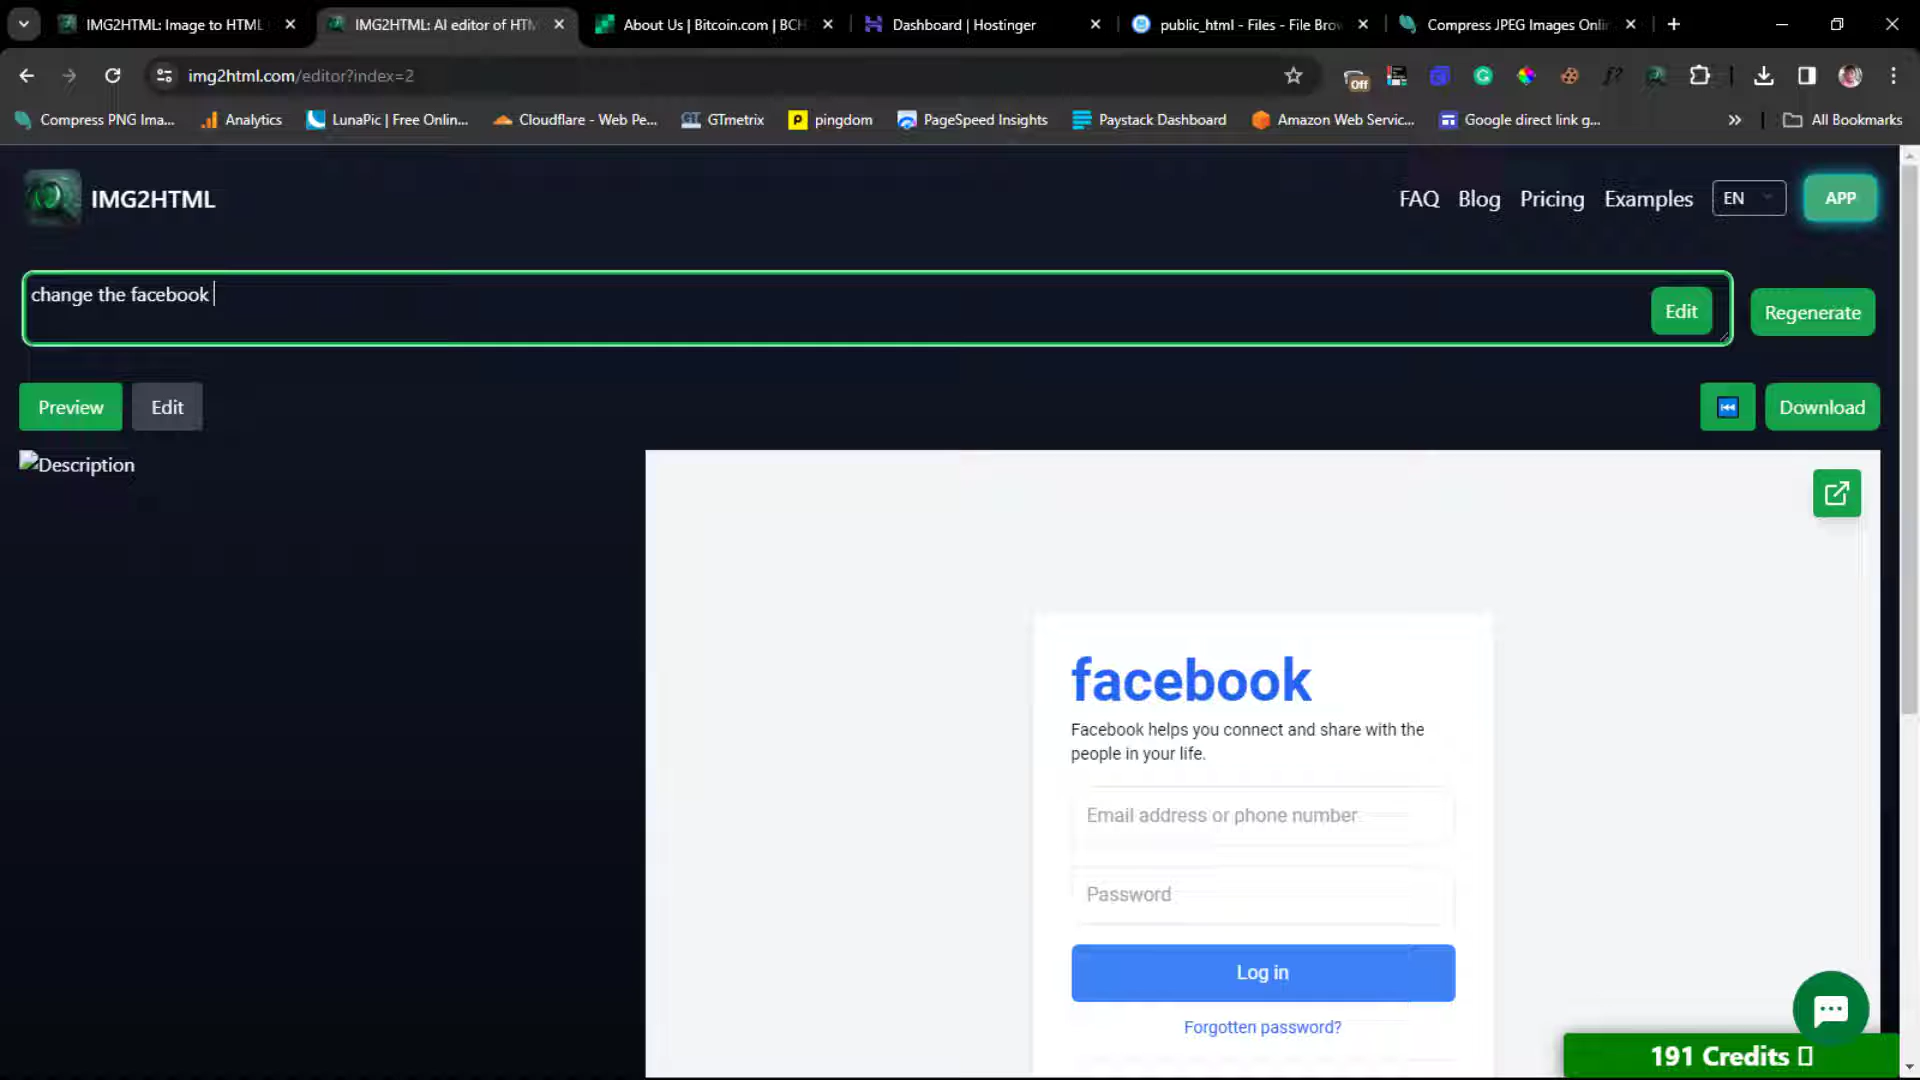 IMG2HTML: Image to HTML
IMG2HTML: AI editor of HTM
About Us | Bitcoin.com | BCH
Dashboard | Hostinger
public_html - Files - File Brow
Compress JPEG Images Onli
img2html.com/editor?index=2
Off
Compress PNG Ima...
Analytics
LunaPic | Free Onlin...
Cloudflare - Web Pe...
GT GTmetrix
pingdom
PageSpeed Insights
Paystack Dashboard
Amazon Web Servic...
Google direct link g...
All Bookmarks
IMG2HTML
FAQ
Blog
Pricing
Examples
EN
APP
change the facebook
Edit
Regenerate
Preview
Edit
Download
Description
facebook
Facebook helps you connect and share with the
people in your life.
Email address or phone number
Password
Log in
Forgotten password?
191 Credits